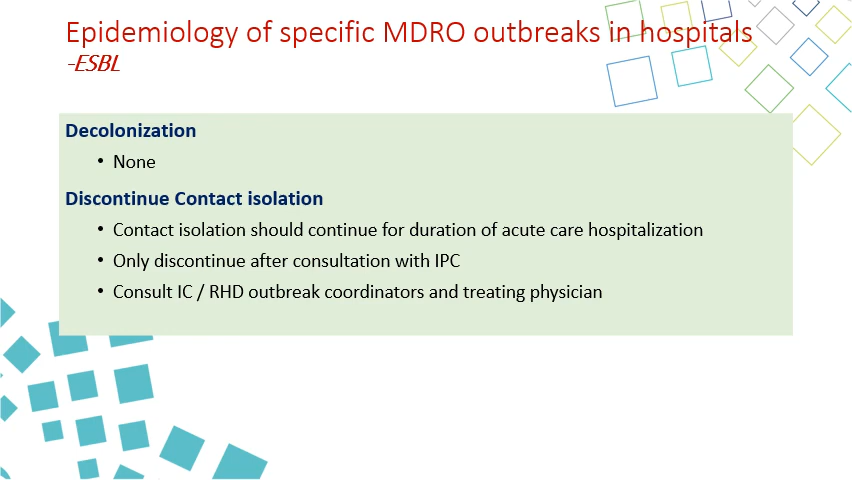 Epidemiology of specific MDRO outbreaks in hospitals
-ESBL
Decolonization
• None
Discontinue Contact isolation
• Contact isolation should continue for duration of acute care hospitalization
• Only discontinue after consultation with IPC
• Consult IC / RHD outbreak coordinators and treating physician